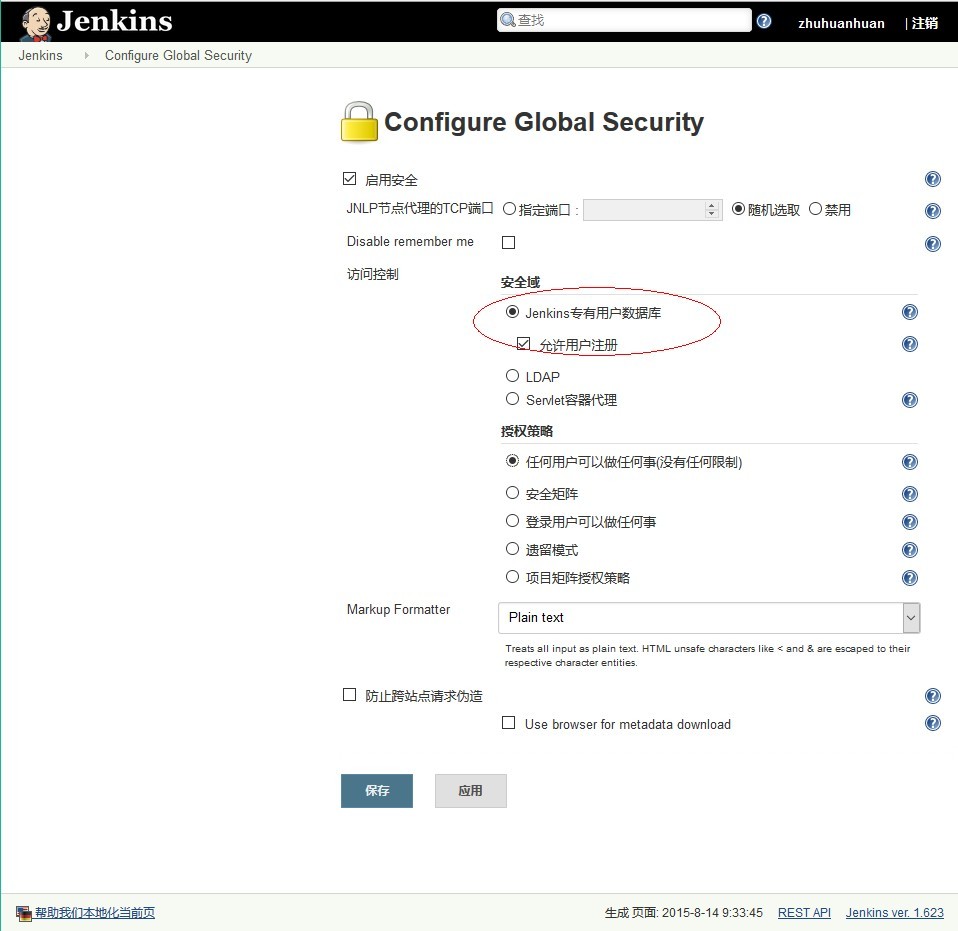 Jenkins
查找
zhuhuanhuan | 注销
Jenkins Configure Global Security
Configure Global Security
启用安全
JNLP节点代理的TCP端口 指定端口 : 随机选取 禁用
Disable remember me
访问控制
安全域
Jenkins专有用户数据库
允许用户注册
LDAP
Servlet容器代理
授权策略
任何用户可以做任何事(没有任何限制)
安全矩阵
登录用户可以做任何事
遗留模式
项目矩阵授权策略
Markup Formatter
Plain text
Treats all input as plain text. HTML unsafe characters like < and & are escaped to their
respective character entities.
防止跨站点请求伪造
Use browser for metadata download
保存 应用
帮助我们本地化当前页 生成 页面: 2015-8-14 9:33:45 REST API Jenkins ver. 1.623